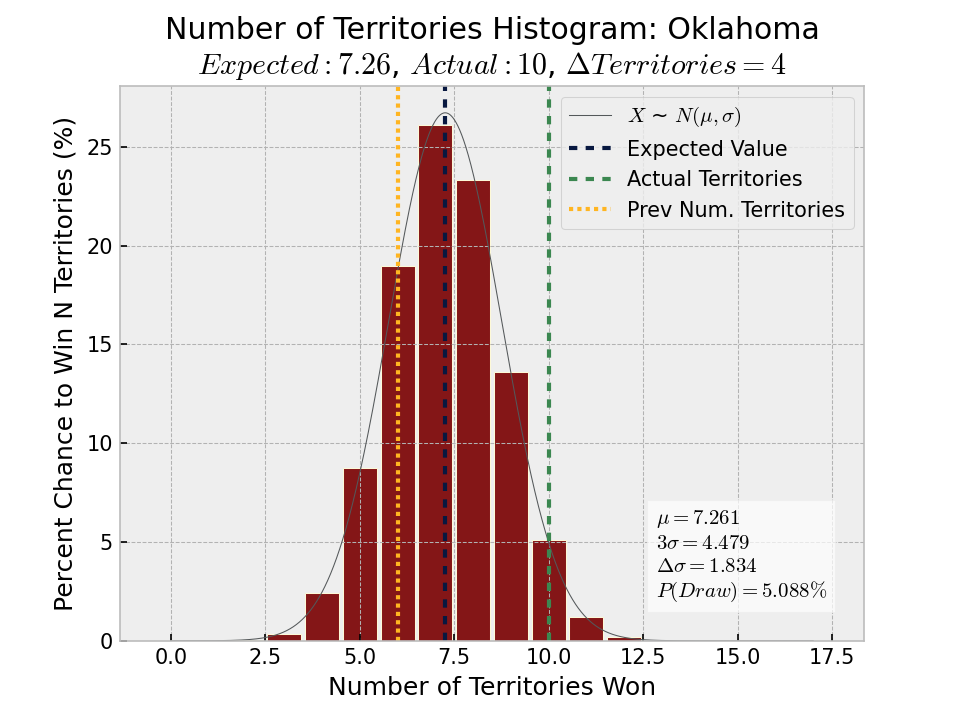 Number of Territories Histogram: Oklahoma
Expected : 7.26, Actual : 10, ΔTerritories = 4
Percent Chance to Win N Territories (%)
25
20
15
10
5
0
X ~ N(μ, σ)
Expected Value
Actual Territories
Prev Num. Territories
μ = 7.261
3σ = 4.479
Δσ = 1.834
P(Draw) = 5.088%
0.0 2.5 5.0 7.5 10.0 12.5 15.0 17.5
Number of Territories Won